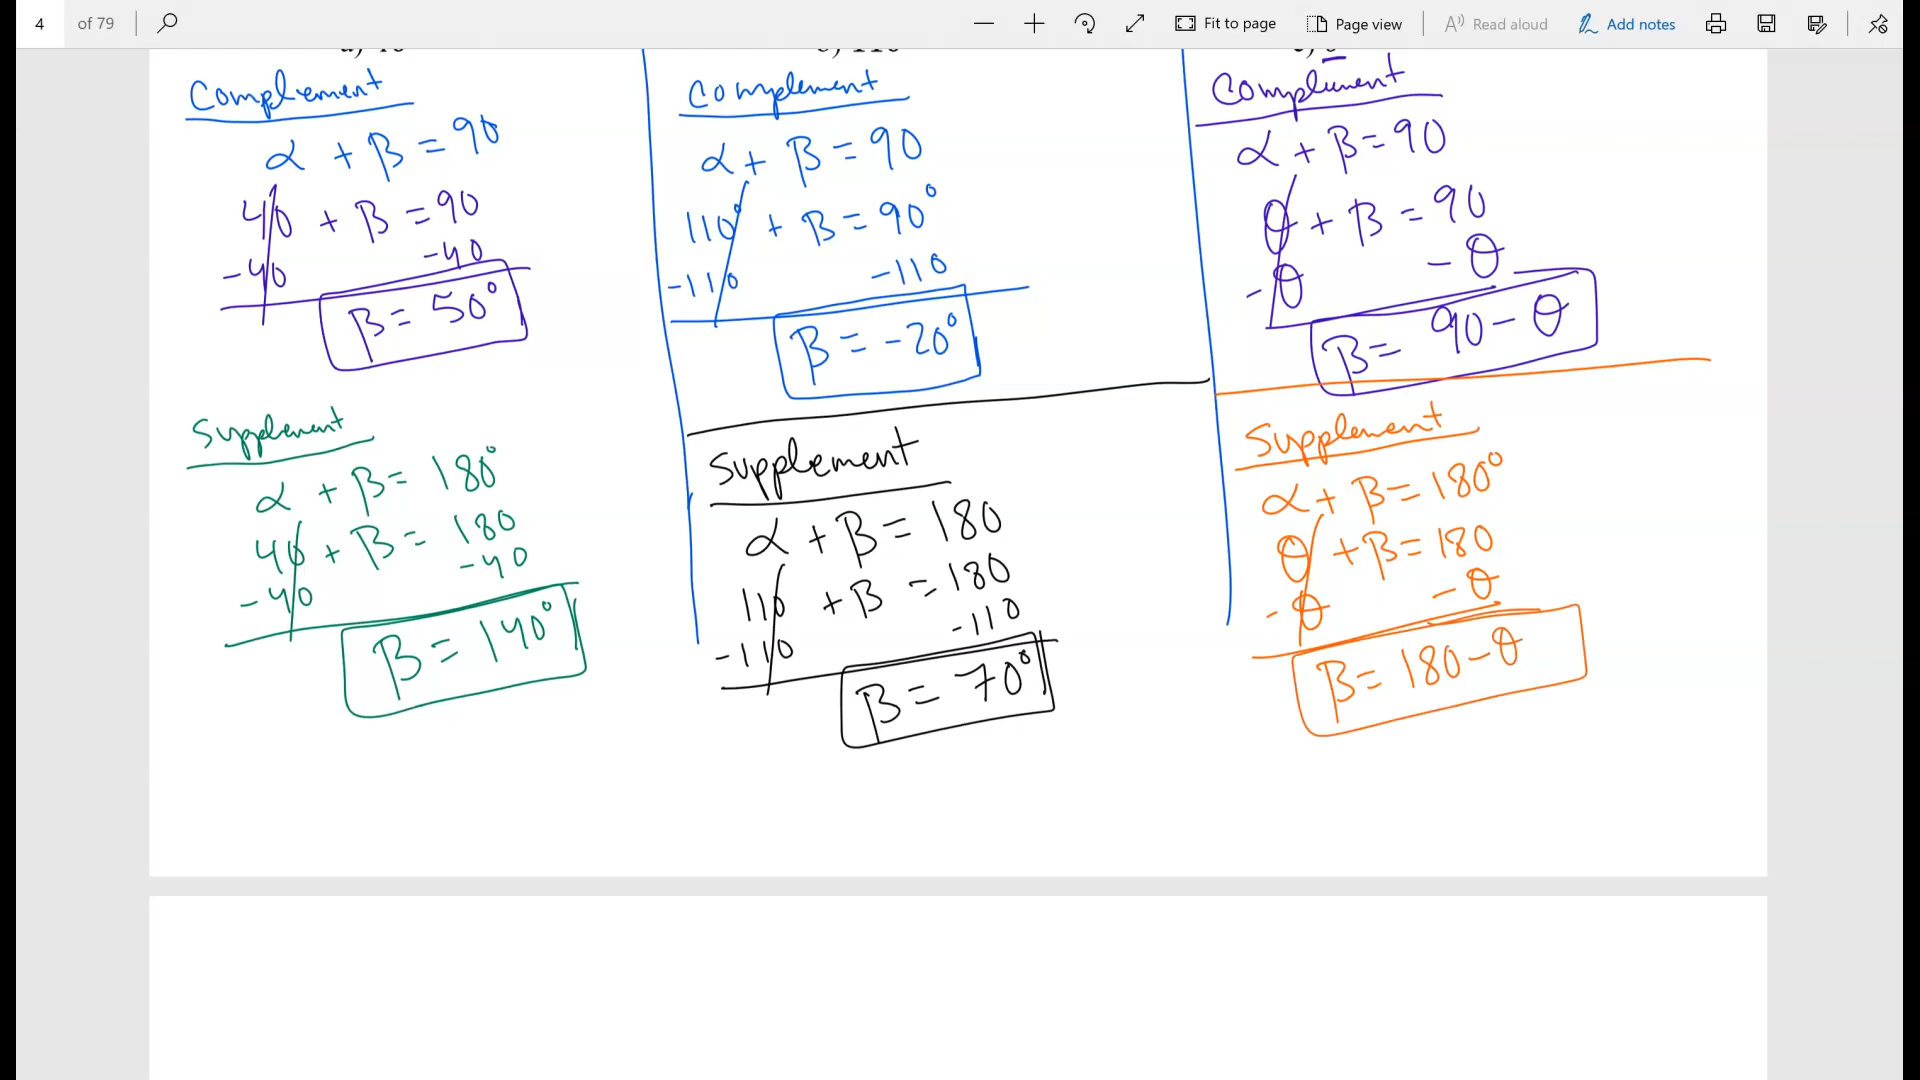 4 of 79
Fit to page
Page view
Read aloud
Add notes
Complement
α + β = 90
40 + β = 90
-40 -40
β = 50°
Supplement
α + β = 180°
40 + β = 180
-40 -40
β = 140°
Complement
α + β = 90
110° + β = 90°
-110 -110
β = -20°
Supplement
α + β = 180
110 + β = 180
-110 -110
β = 70°
Complement
α + β = 90
θ + β = 90
-θ -θ
β = 90 - θ
Supplement
α + β = 180°
θ + β = 180
-θ -θ
β = 180 - θ